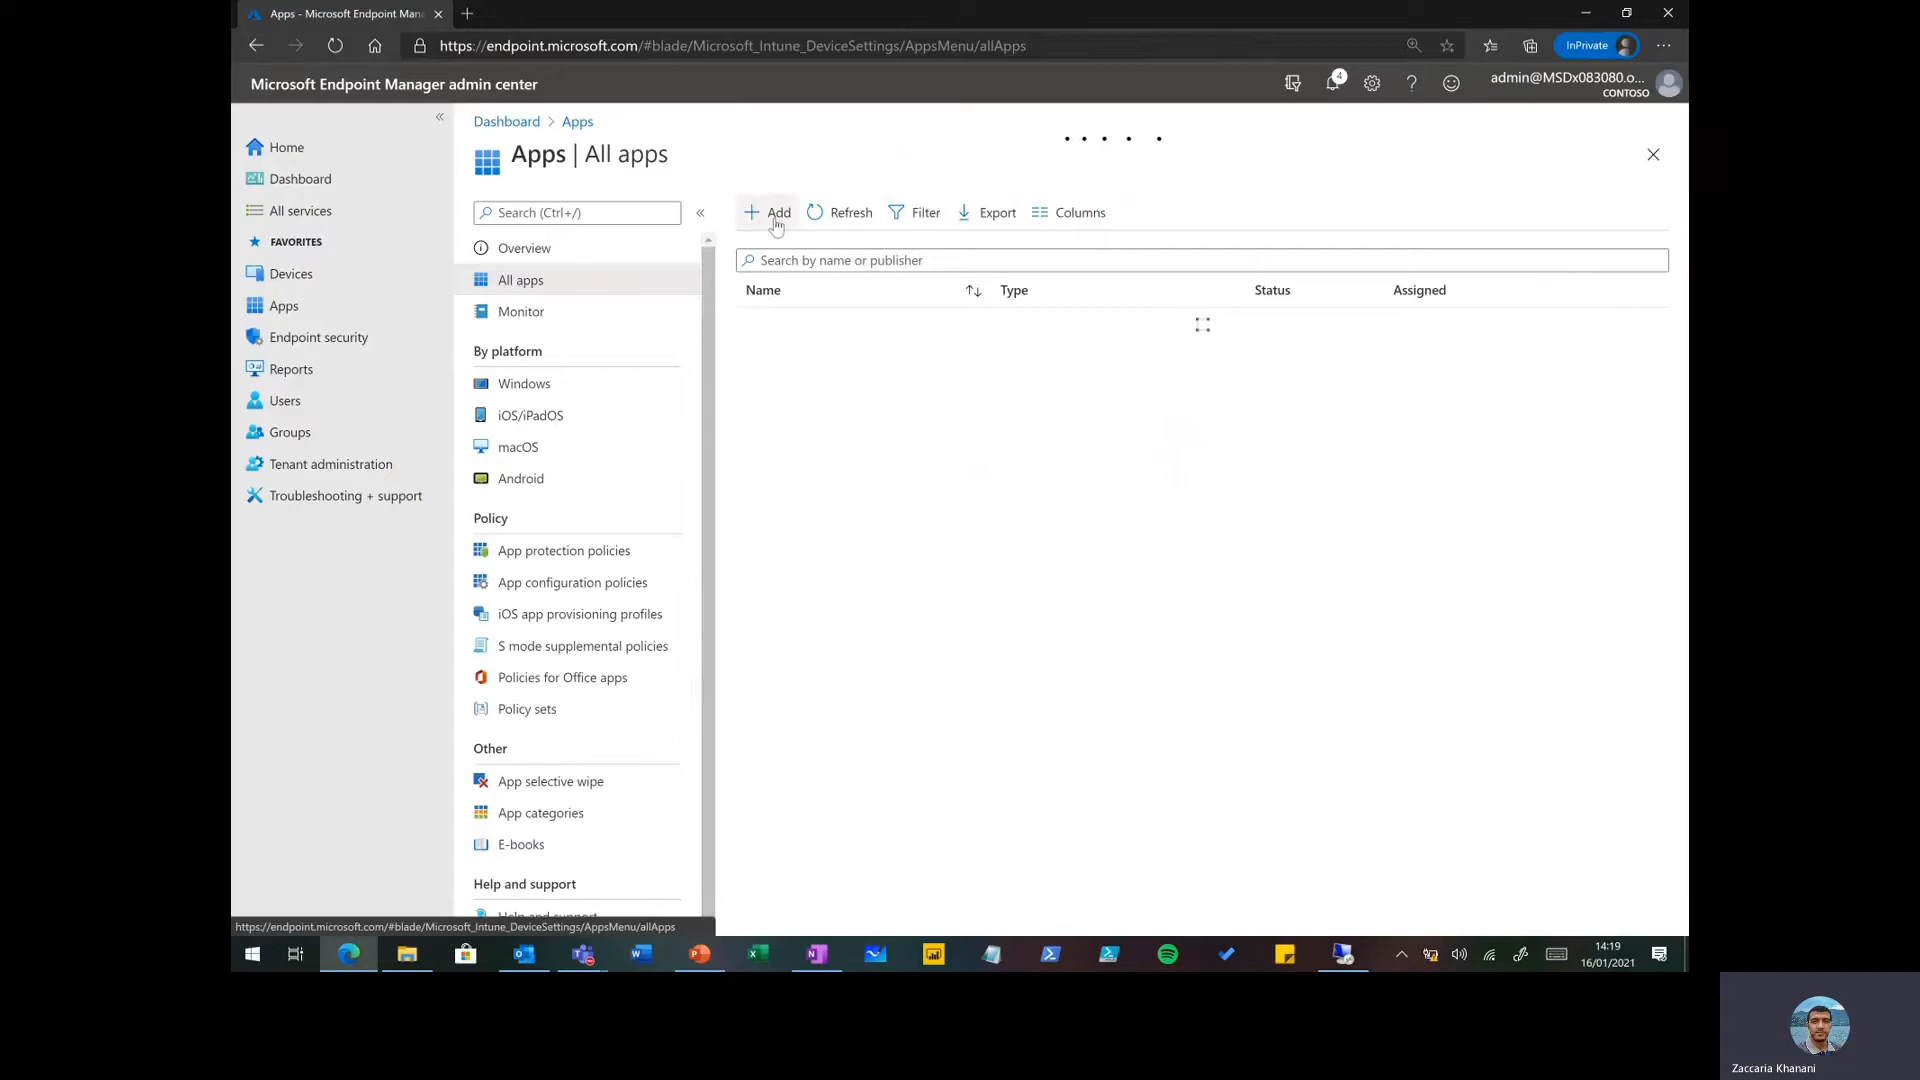 Apps - Microsoft Endpoint Man
https://endpoint.microsoft.com/#blade/Microsoft_Intune_DeviceSettings/AppsMenu/allApps
InPrivate
Microsoft Endpoint Manager admin center
4
admin@MSDx083080.o...
CONTOSO
Home
Dashboard
All services
FAVORITES
Devices
Apps
Endpoint security
Reports
Users
Groups
Tenant administration
Troubleshooting + support
Dashboard > Apps
Apps | All apps
Search (Ctrl+/)
Overview
All apps
Monitor
By platform
Windows
iOS/iPadOS
macOS
Android
Policy
App protection policies
App configuration policies
iOS app provisioning profiles
S mode supplemental policies
Policies for Office apps
Policy sets
Other
App selective wipe
App categories
E-books
Help and support
Help and support
Add Refresh Filter Export Columns
Search by name or publisher
Name Type Status Assigned
https://endpoint.microsoft.com/#blade/Microsoft_Intune_DeviceSettings/AppsMenu/allApps
14:19
16/01/2021
Zaccaria Khanani